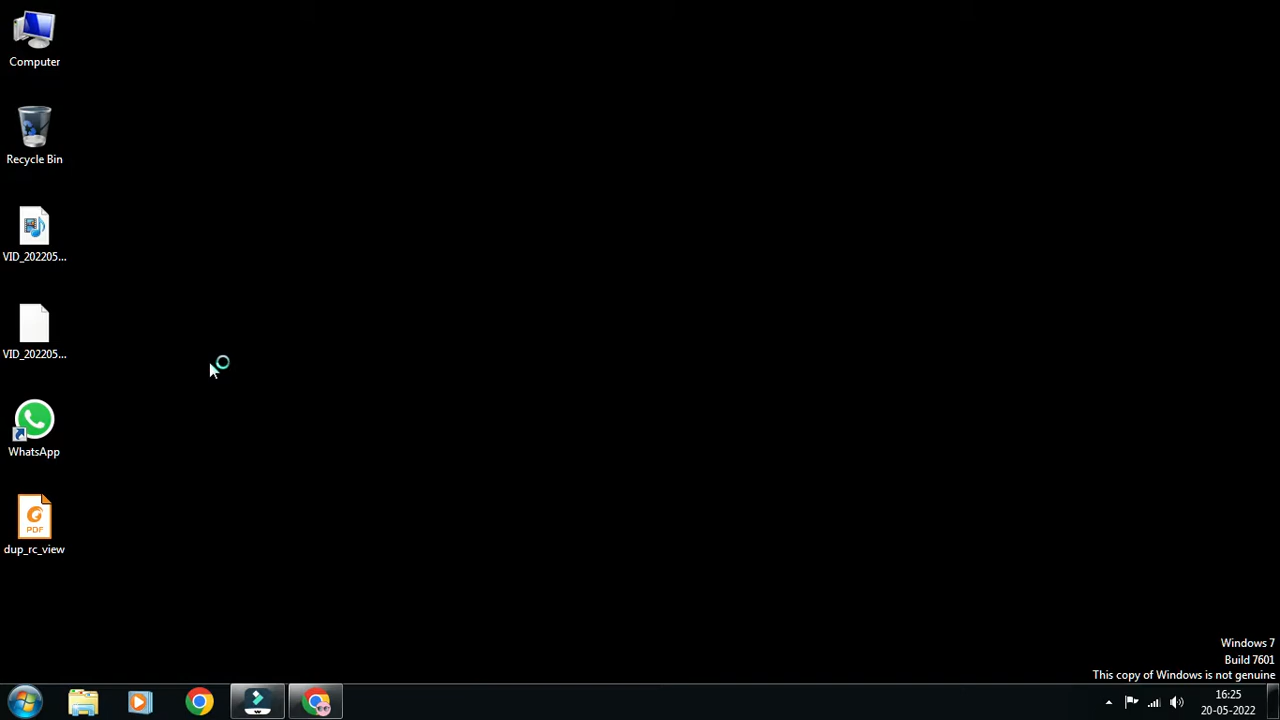 Computer
Recycle Bin
VID_202205...
VID_202205...
WhatsApp
PDF
dup_rc_view
Windows 7
Build 7601
This copy of Windows is not genuine
16:25
20-05-2022